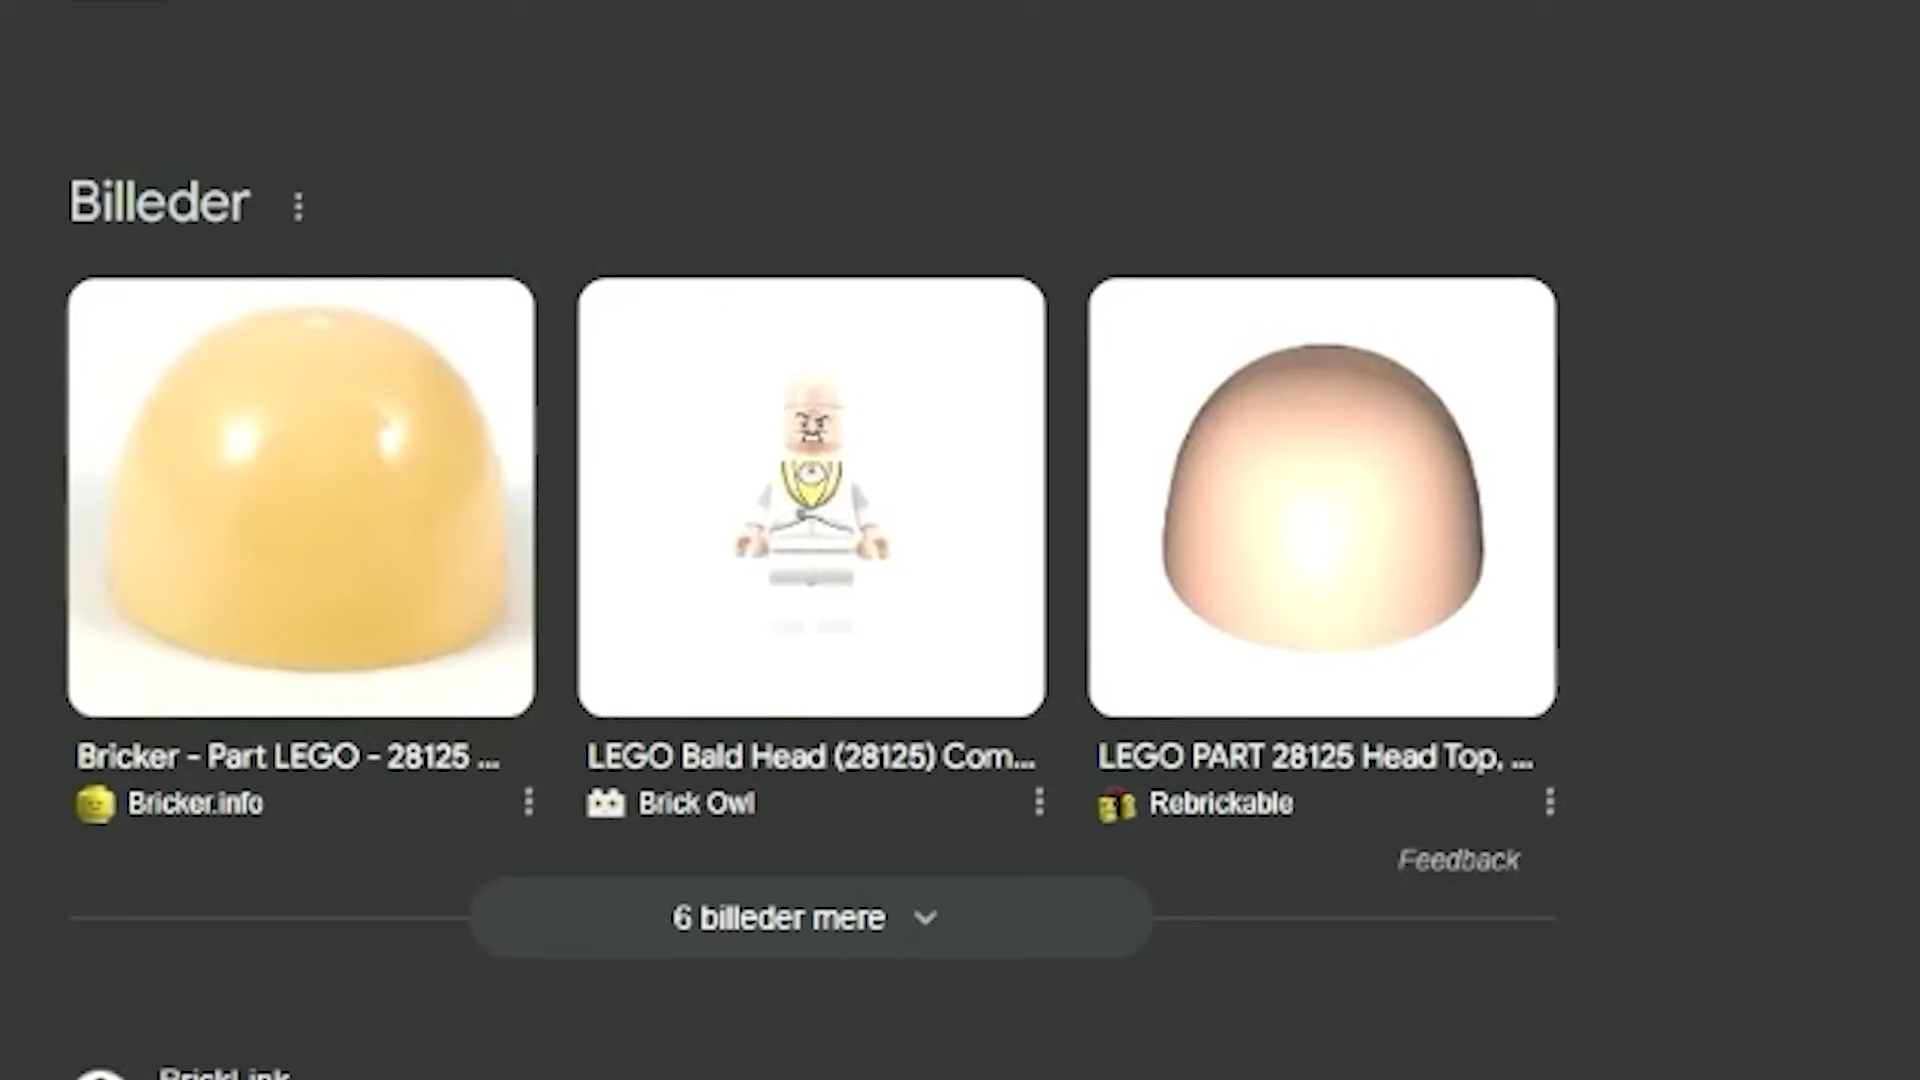 Billeder
Bricker - Part LEGO - 28125 ...
Bricker.info
LEGO Bald Head (28125) Com...
Brick Owl
LEGO PART 28125 Head Top, ...
Rebrickable
Feedback
6 billeder mere
BrickLink